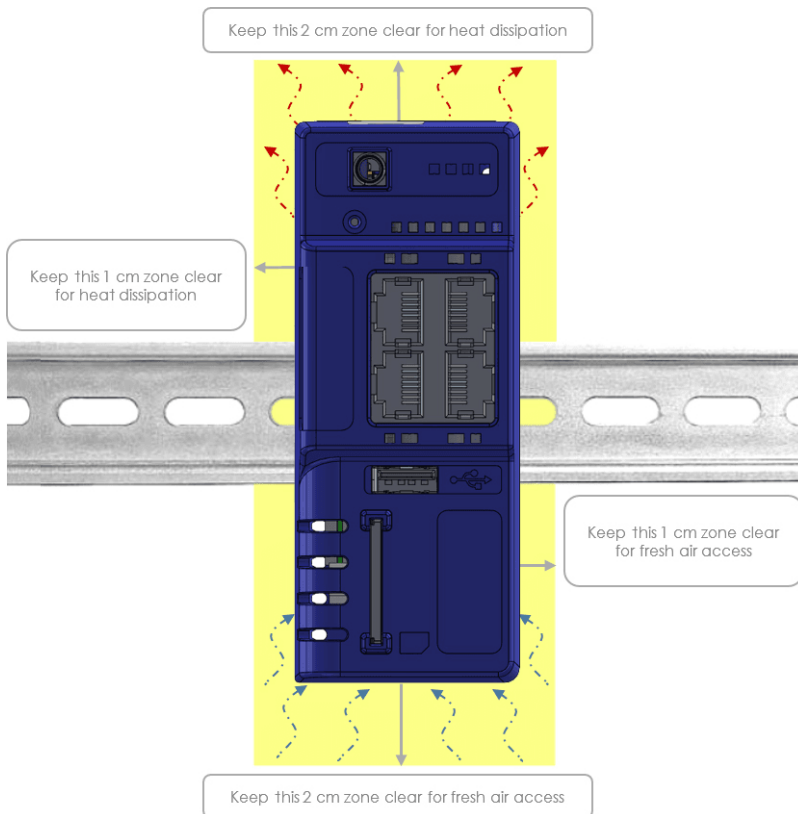 Keep this 2 cm zone clear for heat dissipation
Keep this 1 cm zone clear
for heat dissipation
Keep this 1 cm zone clear
for fresh air access
Keep this 2 cm zone clear for fresh air access